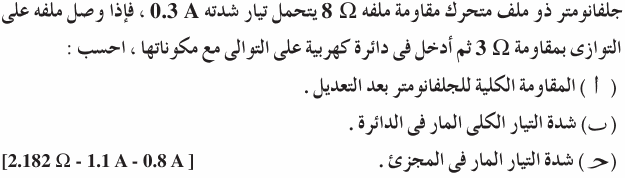 جلفانومتر ذو ملف متحرك مقاومة ملفه 8 Ω يتحمل تيار شدته 0.3 A ، فإذا وصل ملفه على
التوازى بمقاومة 3 Ω ثم أدخل فى دائرة كهربية على التوالى مع مكوناتها ، احسب :
( أ ) المقاومة الكلية للجلفانومتر بعد التعديل .
(ب) شدة التيار الكلى المار فى الدائرة .
(جـ) شدة التيار المار فى المجزئ . [2.182 Ω - 1.1 A - 0.8 A ]